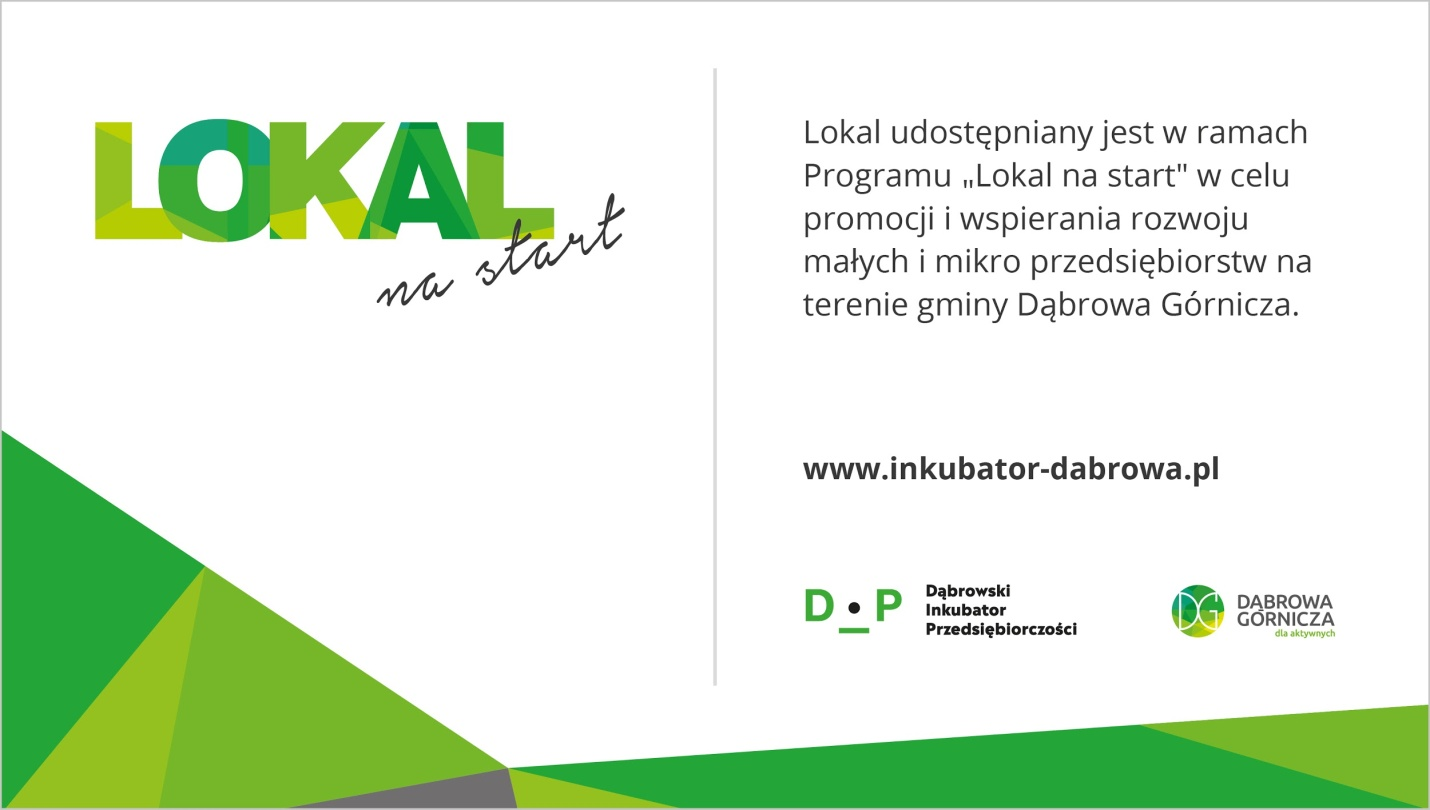 LOKAL
na start
Lokal udostępniany jest w ramach
Programu „Lokal na start" w celu
promocji i wspierania rozwoju
małych i mikro przedsiębiorstw na
terenie gminy Dąbrowa Górnicza.
www.inkubator-dabrowa.pl
D_P
Dąbrowski
Inkubator
Przedsiębiorczości
DG
DĄBROWA
GÓRNICZA
dla aktywnych